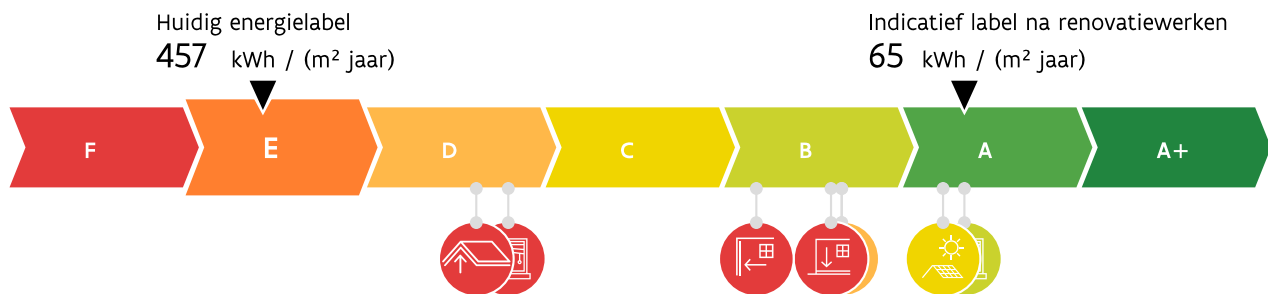 Huidig energielabel
457 kWh / (m² jaar)
Indicatief label na renovatiewerken
65 kWh / (m² jaar)
F E D C B A A+